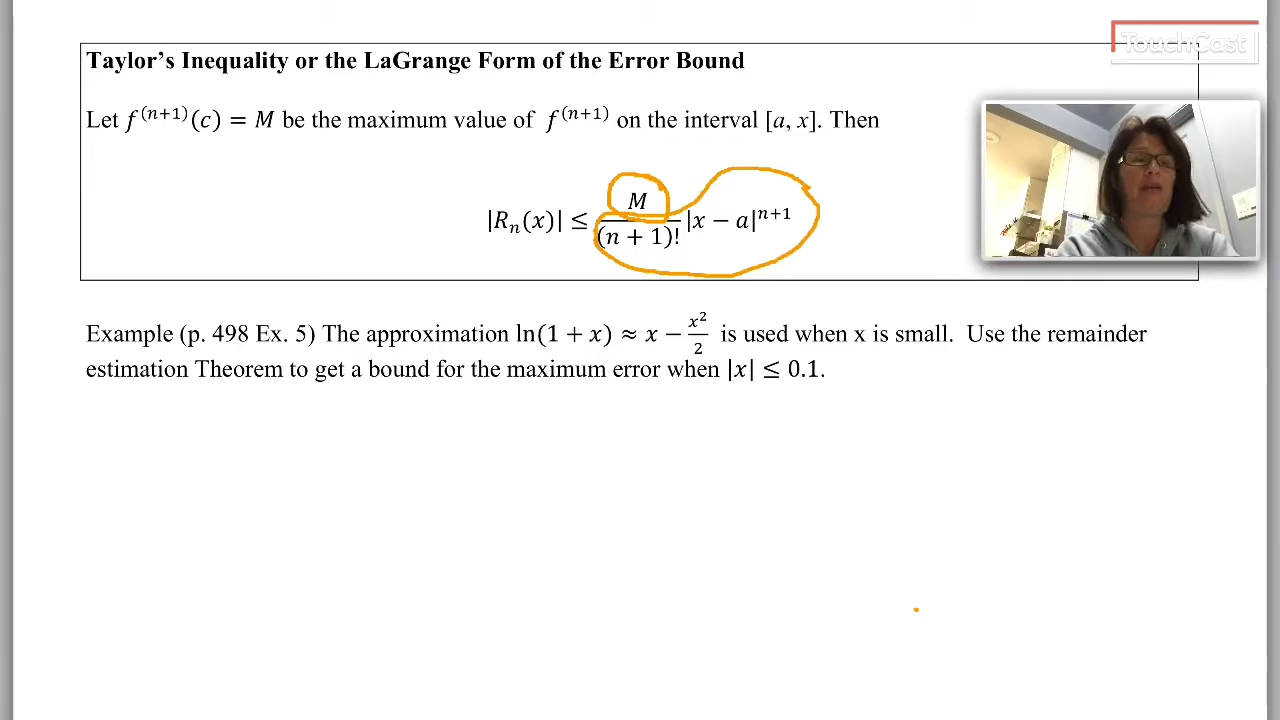 TouchCast
Taylor’s Inequality or the LaGrange Form of the Error Bound
Let f⁽ⁿ⁺¹⁾(c) = M be the maximum value of f⁽ⁿ⁺¹⁾ on the interval [a, x]. Then
|Rₙ(x)| ≤ M/(n + 1)! |x − a|ⁿ⁺¹
Example (p. 498 Ex. 5) The approximation ln(1 + x) ≈ x − x²/2 is used when x is small. Use the remainder
estimation Theorem to get a bound for the maximum error when |x| ≤ 0.1.